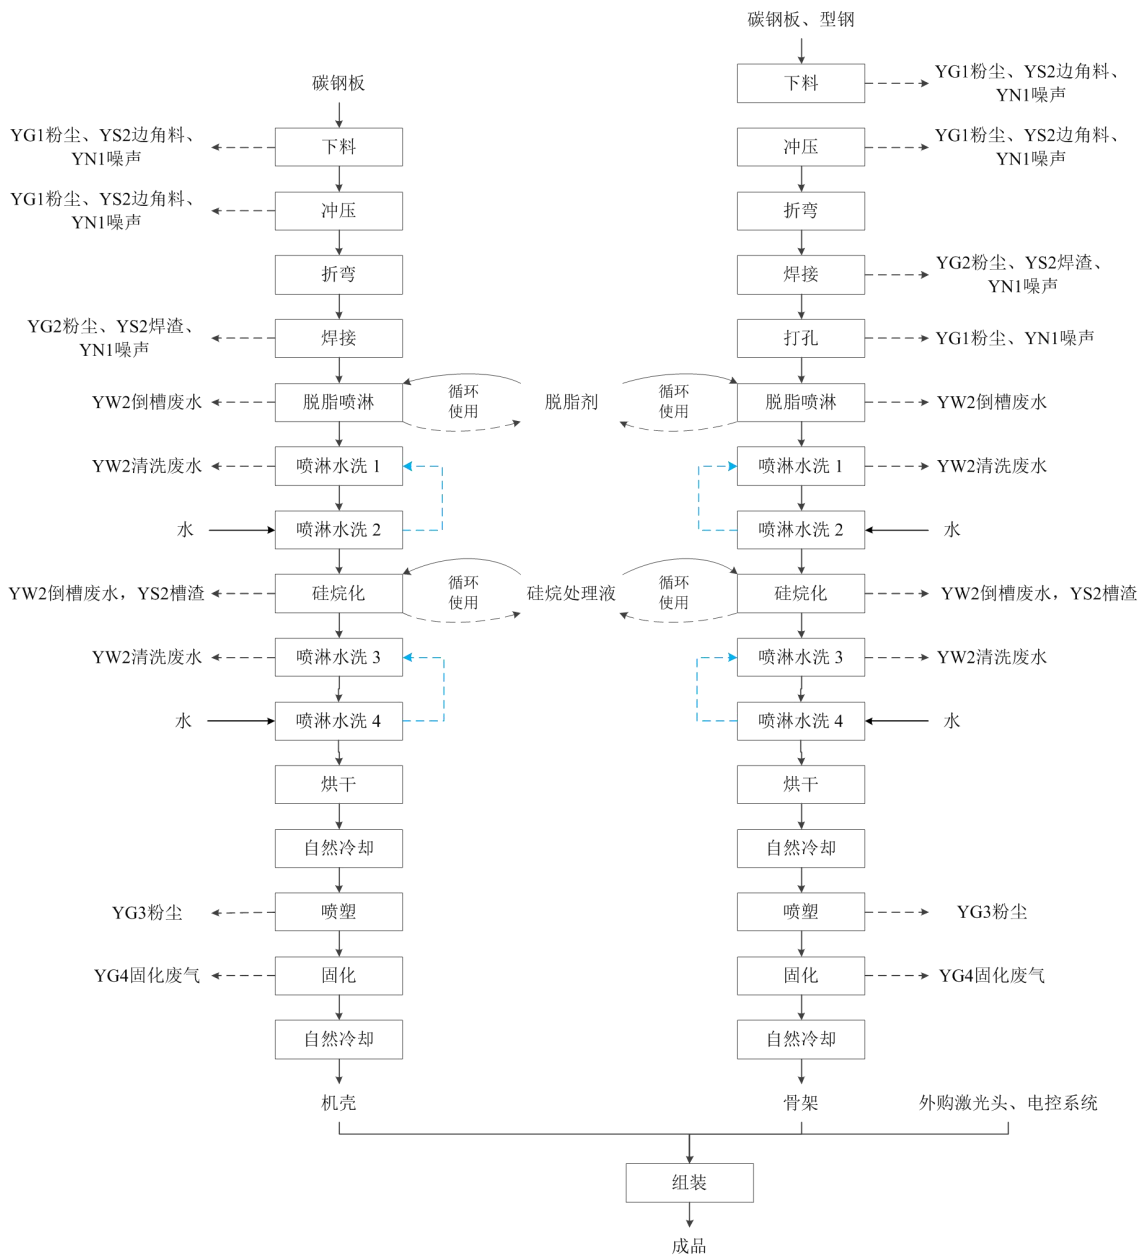 碳钢板、型钢
下料
YG1粉尘、YS2边角料、
YN1噪声
碳钢板
YG1粉尘、YS2边角料、
YN1噪声
下料
冲压
YG1粉尘、YS2边角料、
YN1噪声
YG1粉尘、YS2边角料、
YN1噪声
冲压
折弯
折弯
焊接
YG2粉尘、YS2焊渣、
YN1噪声
YG2粉尘、YS2焊渣、
YN1噪声
焊接
打孔
YG1粉尘、YN1噪声
YW2倒槽废水
脱脂喷淋
循环
使用
脱脂剂
循环
使用
脱脂喷淋
YW2倒槽废水
YW2清洗废水
喷淋水洗 1
喷淋水洗 1
YW2清洗废水
水
喷淋水洗 2
喷淋水洗 2
水
YW2倒槽废水，YS2槽渣
硅烷化
循环
使用
硅烷处理液
循环
使用
硅烷化
YW2倒槽废水，YS2槽渣
YW2清洗废水
喷淋水洗 3
喷淋水洗 3
YW2清洗废水
水
喷淋水洗 4
喷淋水洗 4
水
烘干
烘干
自然冷却
自然冷却
YG3粉尘
喷塑
喷塑
YG3粉尘
YG4固化废气
固化
固化
YG4固化废气
自然冷却
自然冷却
机壳
骨架
外购激光头、电控系统
组装
成品